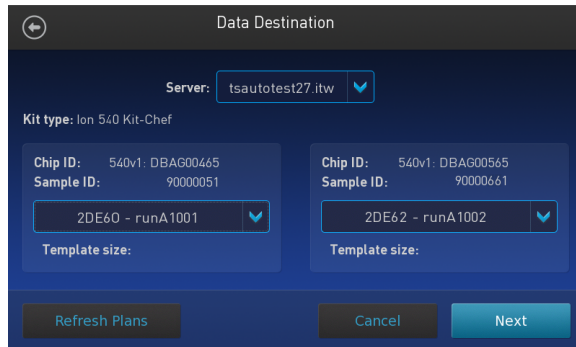 Data Destination
Server: tsautotest27.itw
Kit type: Ion 540 Kit-Chef
Chip ID: 540v1: DBAG00465
Sample ID: 90000051
2DE60 - runA1001
Template size:
Chip ID: 540v1: DBAG00565
Sample ID: 90000661
2DE62 - runA1002
Template size:
Refresh Plans
Cancel
Next